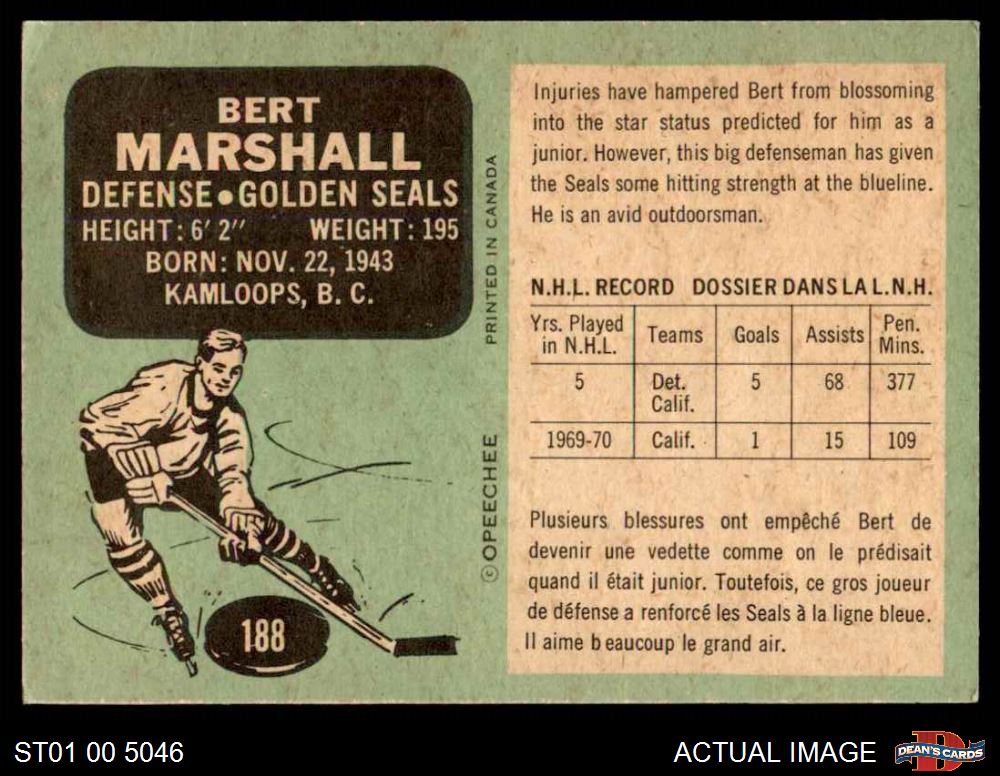 BERT
MARSHALL
DEFENSE•GOLDEN SEALS
HEIGHT: 6' 2" WEIGHT: 195
BORN: NOV. 22, 1943
KAMLOOPS, B. C.
188
PRINTED IN CANADA
© OPEECHEE
Injuries have hampered Bert from blossoming
into the star status predicted for him as a
junior. However, this big defenseman has given
the Seals some hitting strength at the blueline.
He is an avid outdoorsman.
N.H.L. RECORD DOSSIER DANS LA L.N.H.
Yrs. Played in N.H.L. Teams Goals Assists Pen. Mins.
5 Det. Calif. 5 68 377
1969-70 Calif. 1 15 109
Plusieurs blessures ont empêché Bert de
devenir une vedette comme on le prédisait
quand il était junior. Toutefois, ce gros joueur
de défense a renforcé les Seals à la ligne bleue.
Il aime b eaucoup le grand air.
ST01 00 5046
ACTUAL IMAGE
DEAN'S CARDS